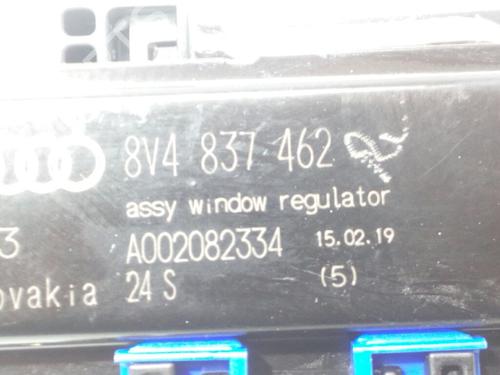 8V4 837 462
assy window regulator
3 A002082334 15.02.19
ovakia 24 S (5)